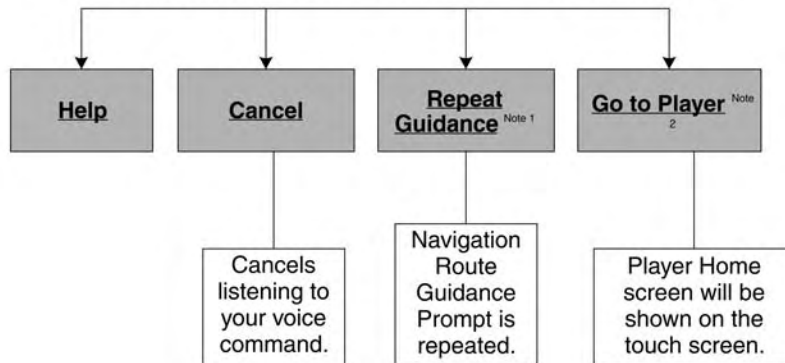 Help
Cancel
Repeat
Guidance Note 1
Go to Player Note
2
Cancels
listening to
your voice
command.
Navigation
Route
Guidance
Prompt is
repeated.
Player Home
screen will be
shown on the
touch screen.